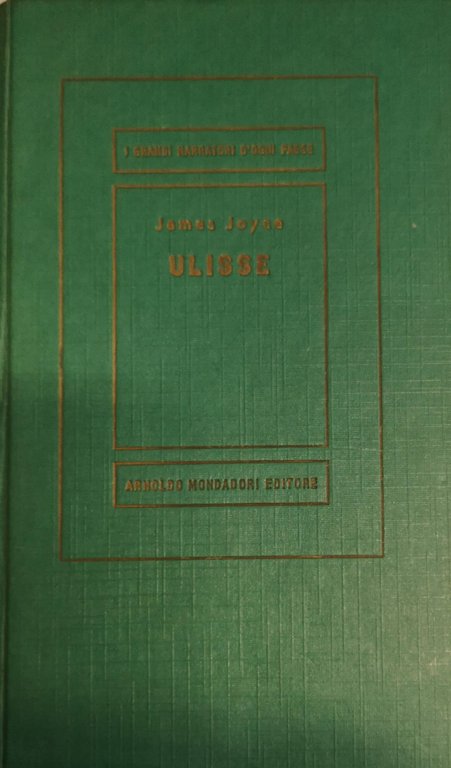 I GRANDI NARRATORI D'OGNI PAESE
James Joyce
ULISSE
ARNOLDO MONDADORI EDITORE